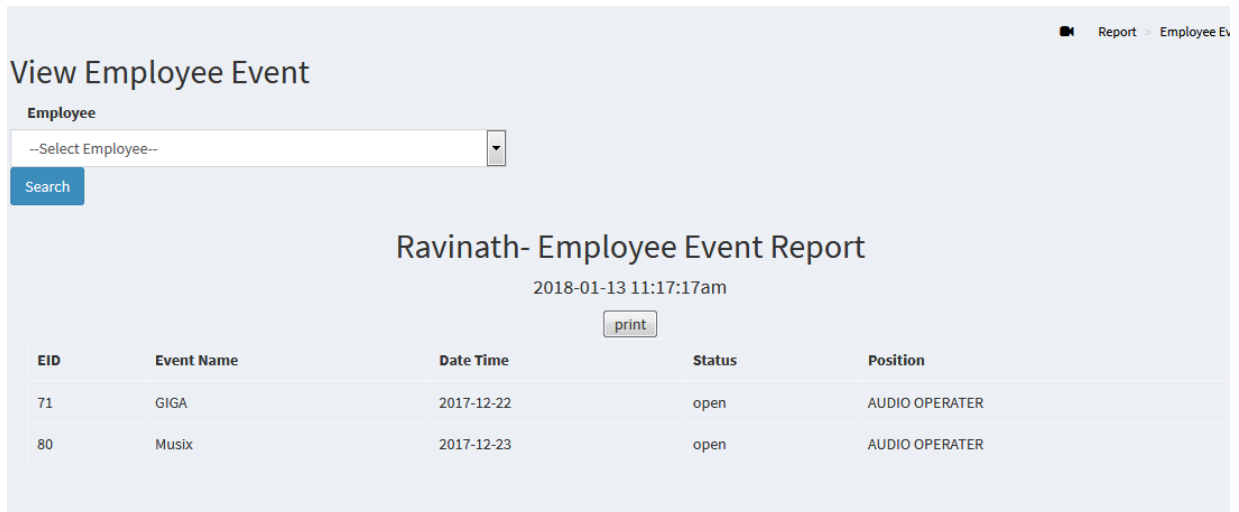 Report > Employee Ev
View Employee Event
Employee
--Select Employee--
Search
Ravinath- Employee Event Report
2018-01-13 11:17:17am
print
EID Event Name Date Time Status Position
71 GIGA 2017-12-22 open AUDIO OPERATER
80 Musix 2017-12-23 open AUDIO OPERATER